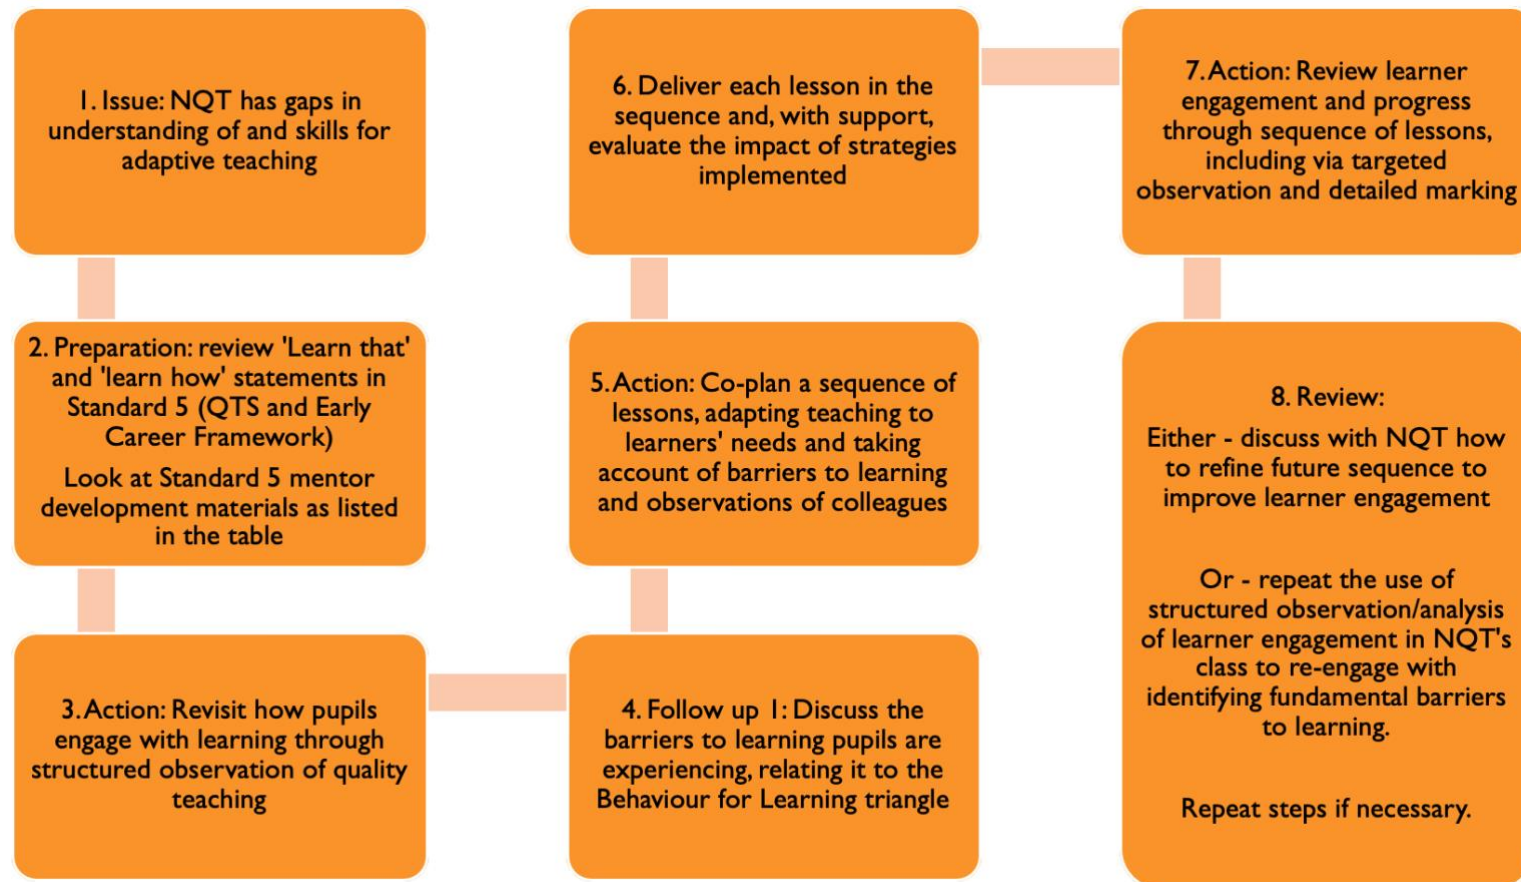 1. Issue: NQT has gaps in
understanding of and skills for
adaptive teaching
2. Preparation: review 'Learn that'
and 'learn how' statements in
Standard 5 (QTS and Early
Career Framework)
Look at Standard 5 mentor
development materials as listed
in the table
3. Action: Revisit how pupils
engage with learning through
structured observation of quality
teaching
4. Follow up 1: Discuss the
barriers to learning pupils are
experiencing, relating it to the
Behaviour for Learning triangle
5. Action: Co-plan a sequence of
lessons, adapting teaching to
learners' needs and taking
account of barriers to learning
and observations of colleagues
6. Deliver each lesson in the
sequence and, with support,
evaluate the impact of strategies
implemented
7. Action: Review learner
engagement and progress
through sequence of lessons,
including via targeted
observation and detailed marking
8. Review:
Either - discuss with NQT how
to refine future sequence to
improve learner engagement
Or - repeat the use of
structured observation/analysis
of learner engagement in NQT's
class to re-engage with
identifying fundamental barriers
to learning.
Repeat steps if necessary.